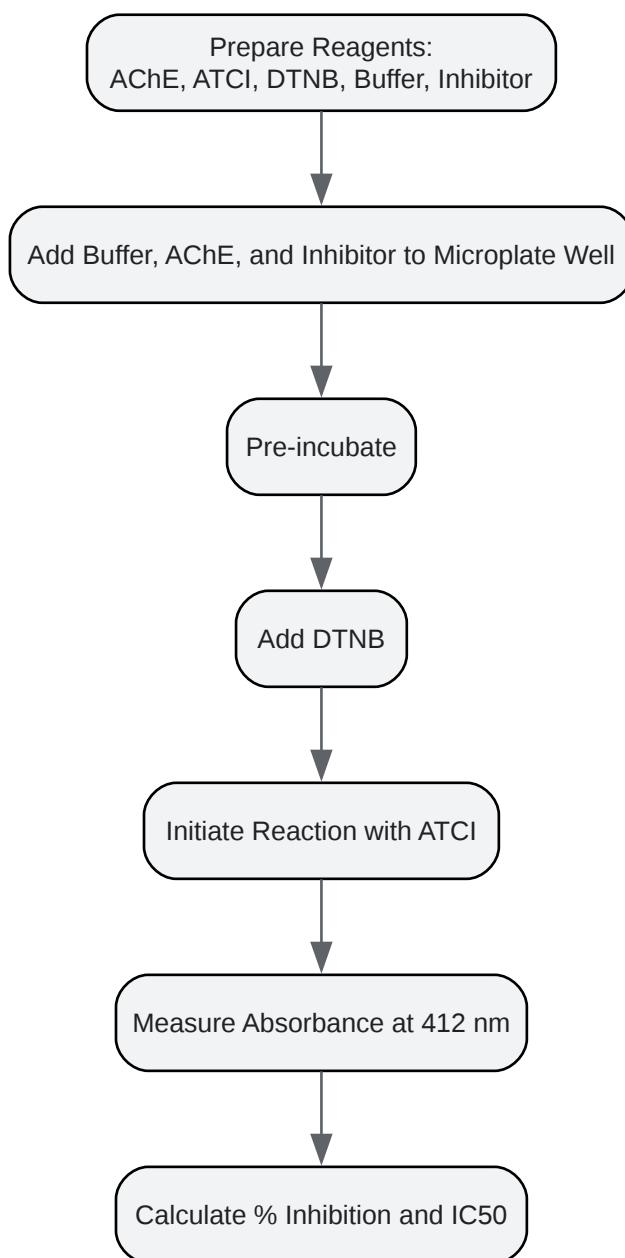 Prepare Reagents:
AChE, ATCI, DTNB, Buffer, Inhibitor
Add Buffer, AChE, and Inhibitor to Microplate Well
Pre-incubate
Add DTNB
Initiate Reaction with ATCI
Measure Absorbance at 412 nm
Calculate % Inhibition and IC50